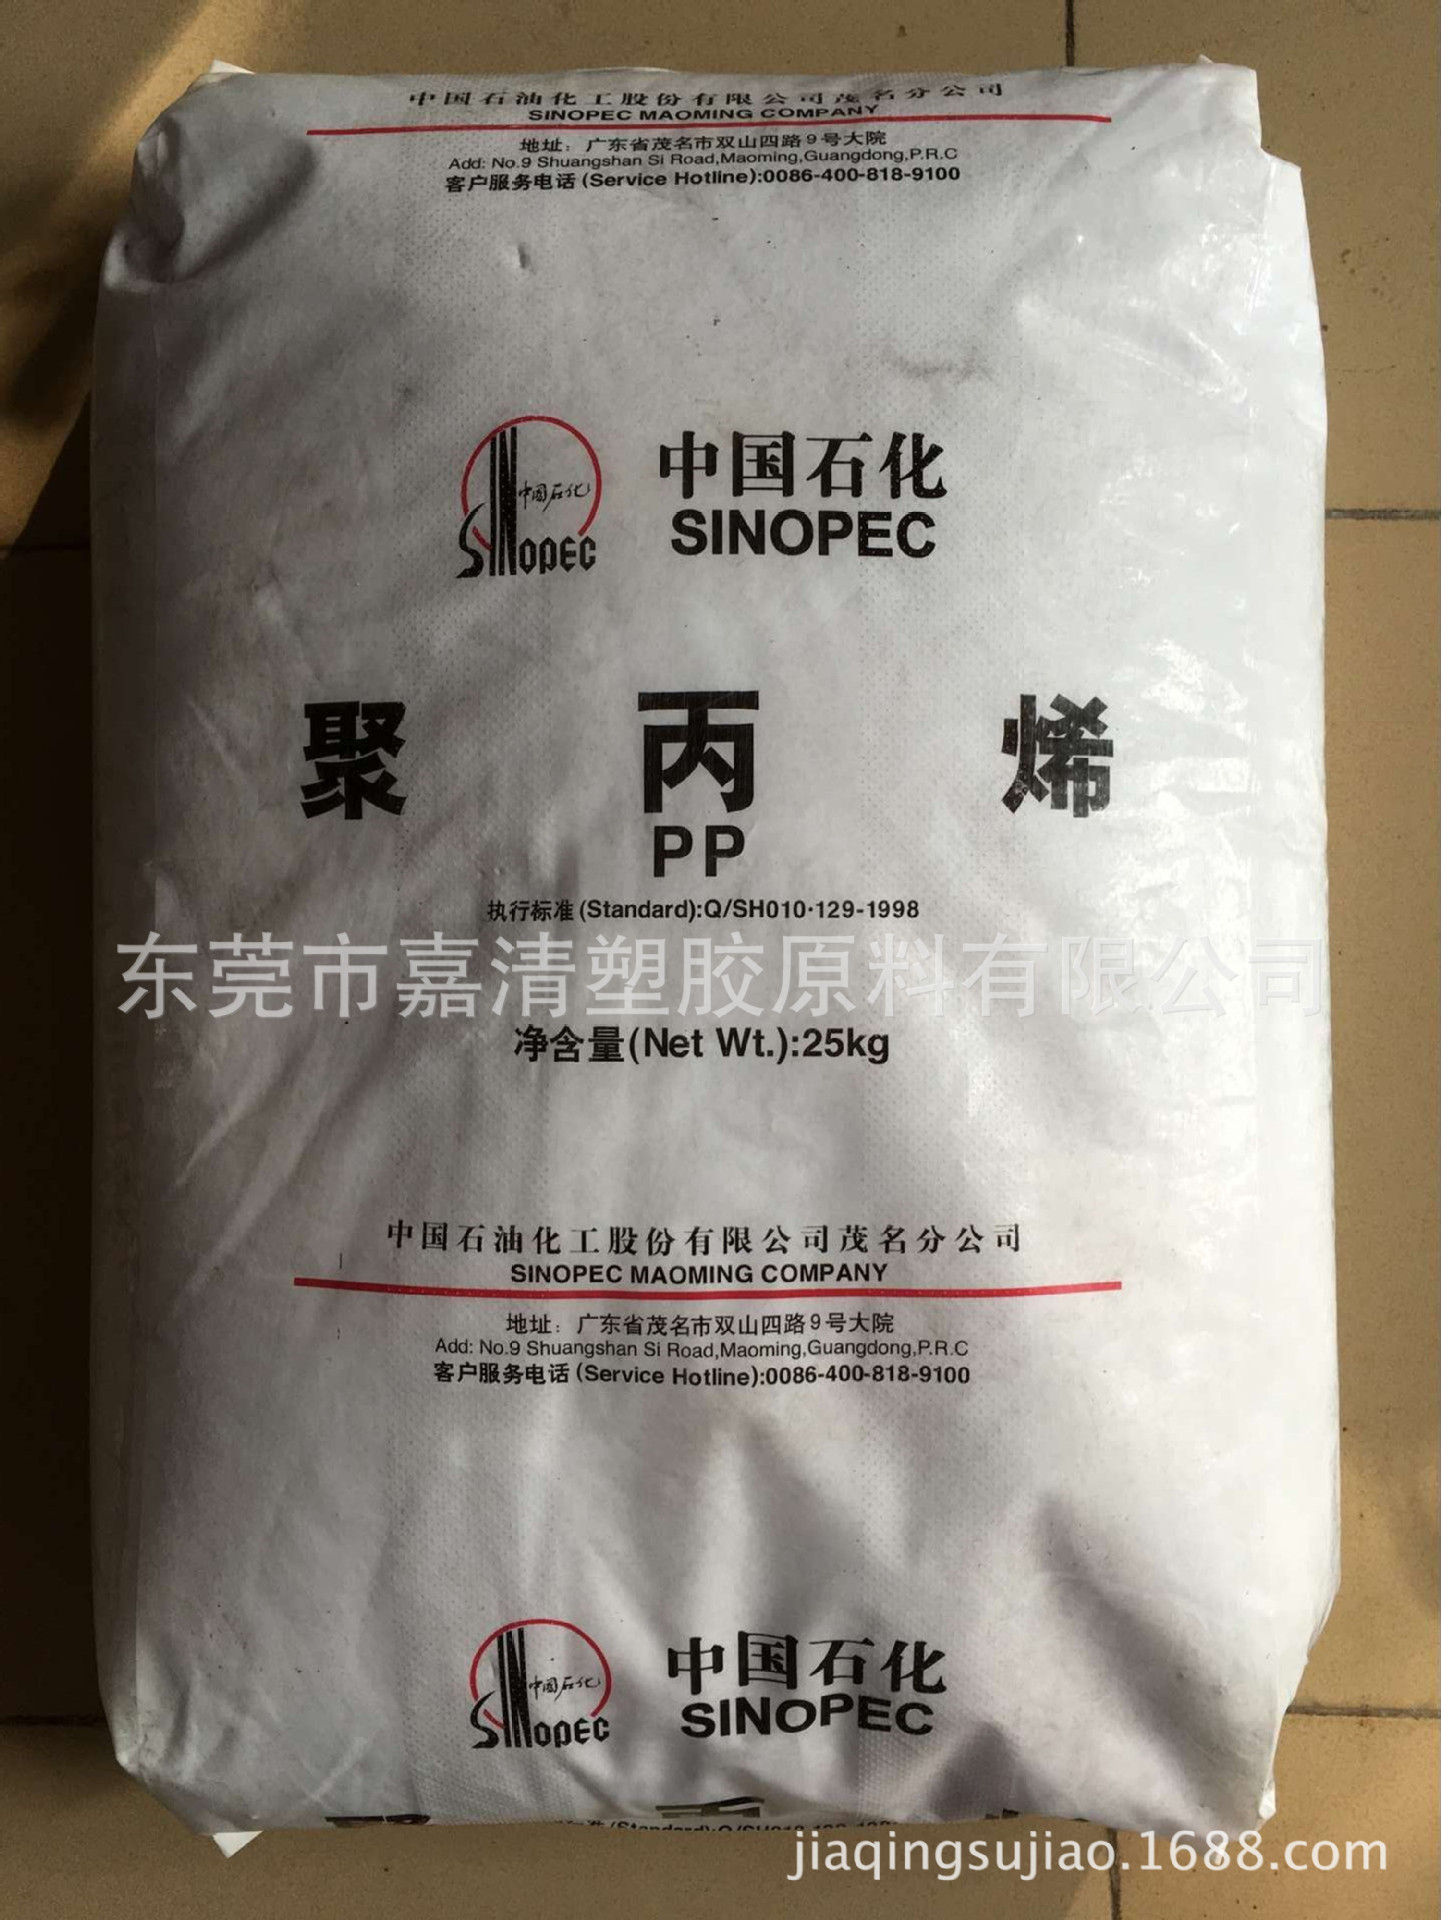 中国石油化工股份有限公司茂名分公司
SINOPEC MAOMING COMPANY
地址：广东省茂名市双山四路9号大院
Add: No.9 Shuangshan Si Road,Maoming,Guangdong,P.R.C
客户服务电话(Service Hotline):0086-400-818-9100
中国石化
SINOPEC
中国石化
SINOPEC
聚丙烯
PP
执行标准(Standard):Q/SH010·129-1998
东莞市嘉清塑胶原料有限公司
净含量(Net Wt.):25kg
中国石油化工股份有限公司茂名分公司
SINOPEC MAOMING COMPANY
地址：广东省茂名市双山四路9号大院
Add: No.9 Shuangshan Si Road,Maoming,Guangdong,P.R.C
客户服务电话(Service Hotline):0086-400-818-9100
中国石化
SINOPEC
中国石化
SINOPEC
jiaqingsujiao.1688.com